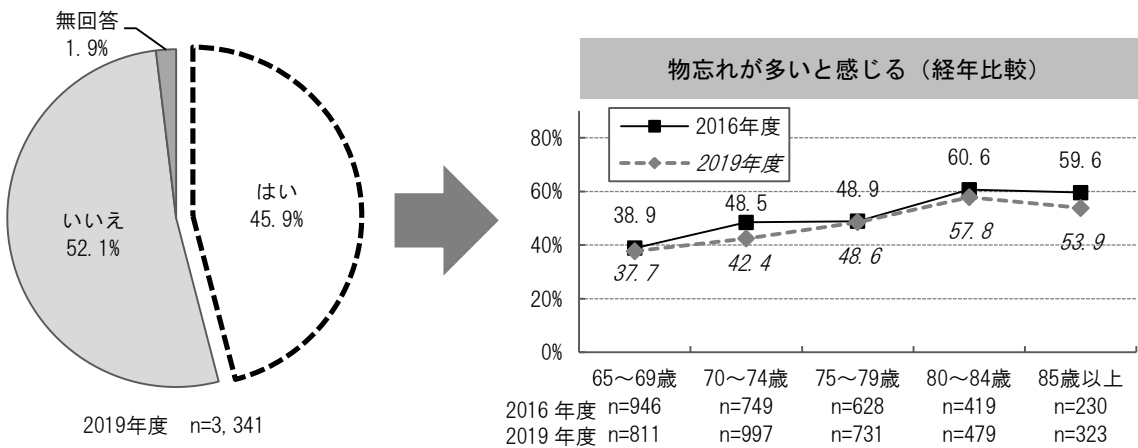 無回答
1.9%
はい
45.9%
いいえ
52.1%
2019年度 n=3,341
物忘れが多いと感じる（経年比較）
80%
60%
40%
20%
0%
2016年度
2019年度
38.9 48.5 48.9 60.6 59.6
37.7 42.4 48.6 57.8 53.9
65～69歳 70～74歳 75～79歳 80～84歳 85歳以上
2016 年度 n=946 n=749 n=628 n=419 n=230
2019 年度 n=811 n=997 n=731 n=479 n=323